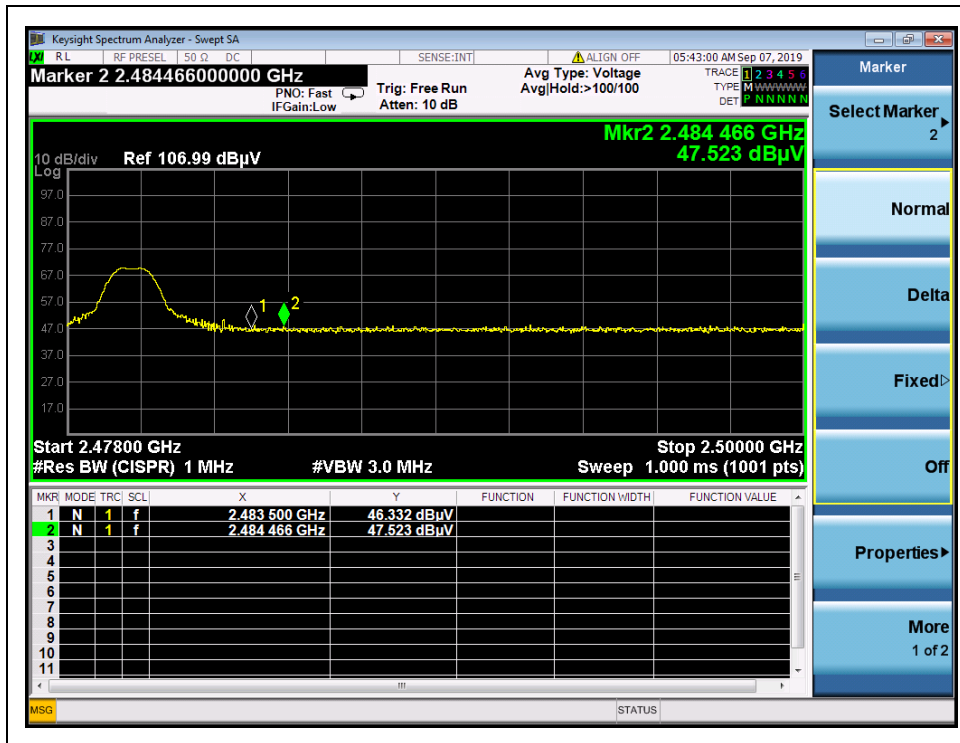 Keysight Spectrum Analyzer - Swept SA
LXI RL RF PRESEL 50 Ω DC SENSE:INT ALIGN OFF 05:43:00 AM Sep 07, 2019
Marker 2 2.484466000000 GHz
PNO: Fast
IFGain:Low
Trig: Free Run
Atten: 10 dB
Avg Type: Voltage
Avg|Hold:>100/100
TRACE 1 2 3 4 5 6
TYPE M WWWWW
DET P N N N N N
Mkr2 2.484 466 GHz
47.523 dBµV
10 dB/div Ref 106.99 dBµV
Log
97.0
87.0
77.0
67.0
57.0
47.0
37.0
27.0
17.0
1
2
Start 2.47800 GHz Stop 2.50000 GHz
#Res BW (CISPR) 1 MHz #VBW 3.0 MHz Sweep 1.000 ms (1001 pts)
MKR MODE TRC SCL X Y FUNCTION FUNCTION WIDTH FUNCTION VALUE
1 N 1 f 2.483 500 GHz 46.332 dBµV
2 N 1 f 2.484 466 GHz 47.523 dBµV
3
4
5
6
7
8
9
10
11
MSG STATUS
Marker
Select Marker
2
Normal
Delta
Fixed
Off
Properties
More
1 of 2